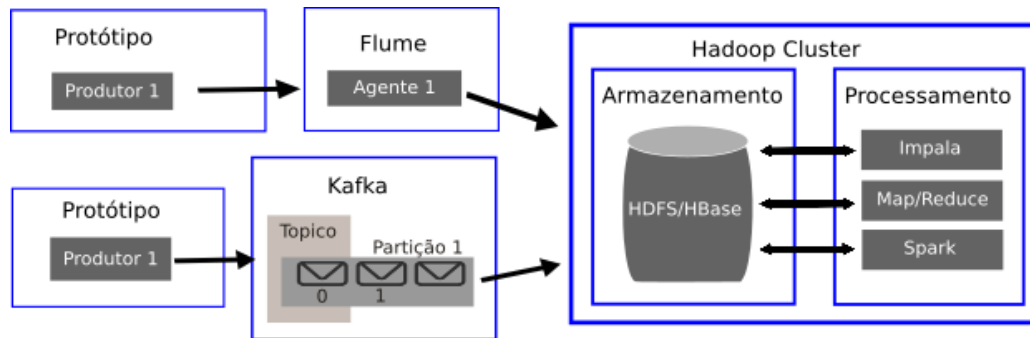 Protótipo
Produtor 1
Flume
Agente 1
Protótipo
Produtor 1
Kafka
Topico
Partição 1
0
1
Hadoop Cluster
Armazenamento
HDFS/HBase
Processamento
Impala
Map/Reduce
Spark